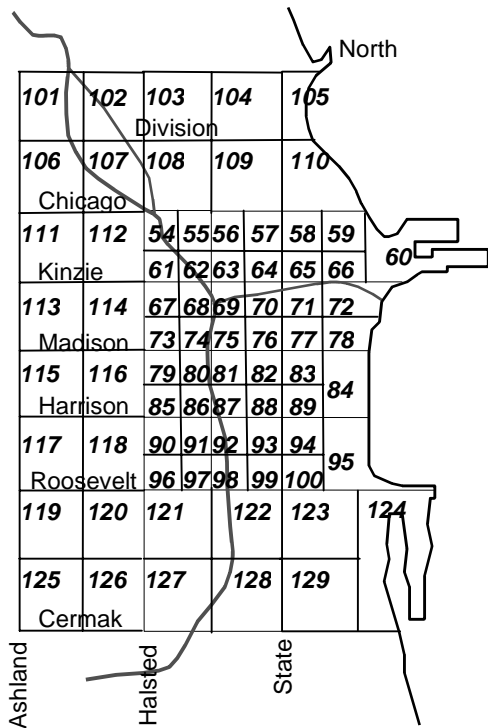 North
101 102 103 104 105
Division
106 107 108 109 110
Chicago
111 112 54 55 56 57 58 59
60
Kinzie 61 62 63 64 65 66
113 114 67 68 69 70 71 72
Madison 73 74 75 76 77 78
115 116 79 80 81 82 83
84
Harrison 85 86 87 88 89
117 118 90 91 92 93 94
95
Roosevelt 96 97 98 99 100
119 120 121 122 123 124
125 126 127 128 129
Cermak
Ashland
Halsted
State